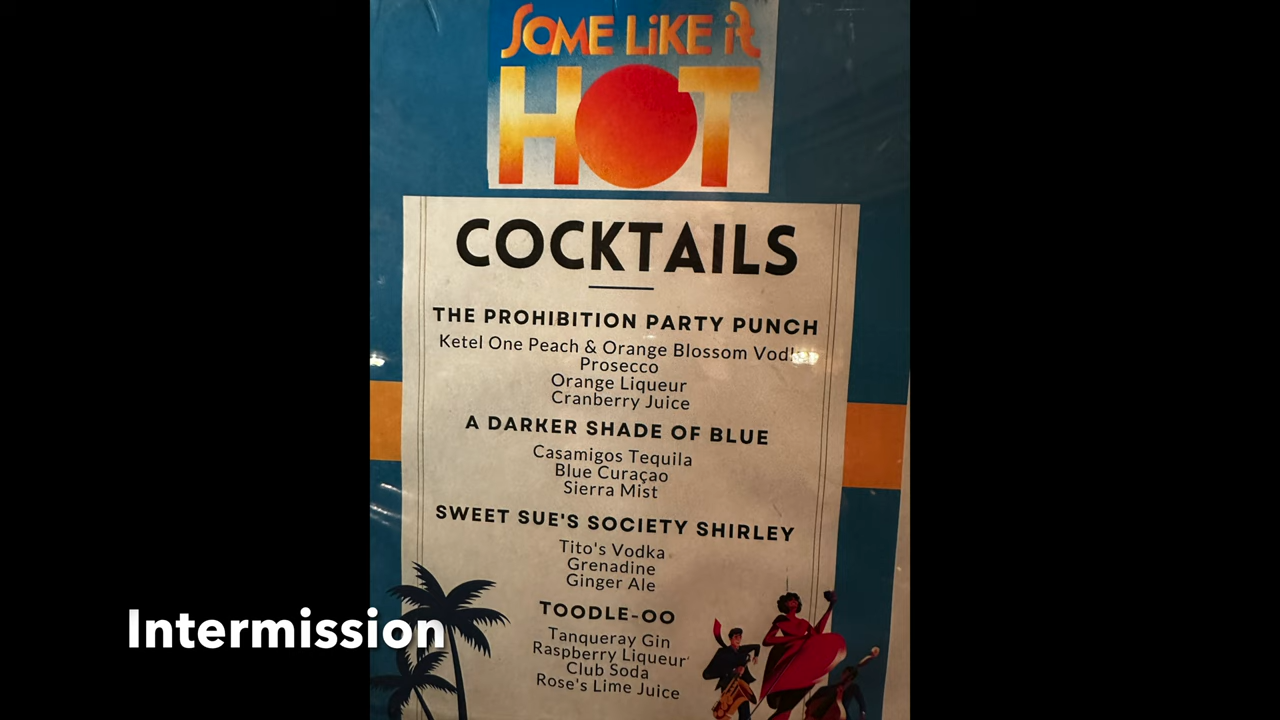 SOME LiKE it
HOT
COCKTAILS
THE PROHIBITION PARTY PUNCH
Ketel One Peach & Orange Blossom Vodka
Prosecco
Orange Liqueur
Cranberry Juice
A DARKER SHADE OF BLUE
Casamigos Tequila
Blue Curaçao
Sierra Mist
SWEET SUE'S SOCIETY SHIRLEY
Tito's Vodka
Grenadine
Ginger Ale
TOODLE-OO
Tanqueray Gin
Raspberry Liqueur
Club Soda
Rose's Lime Juice
Intermission